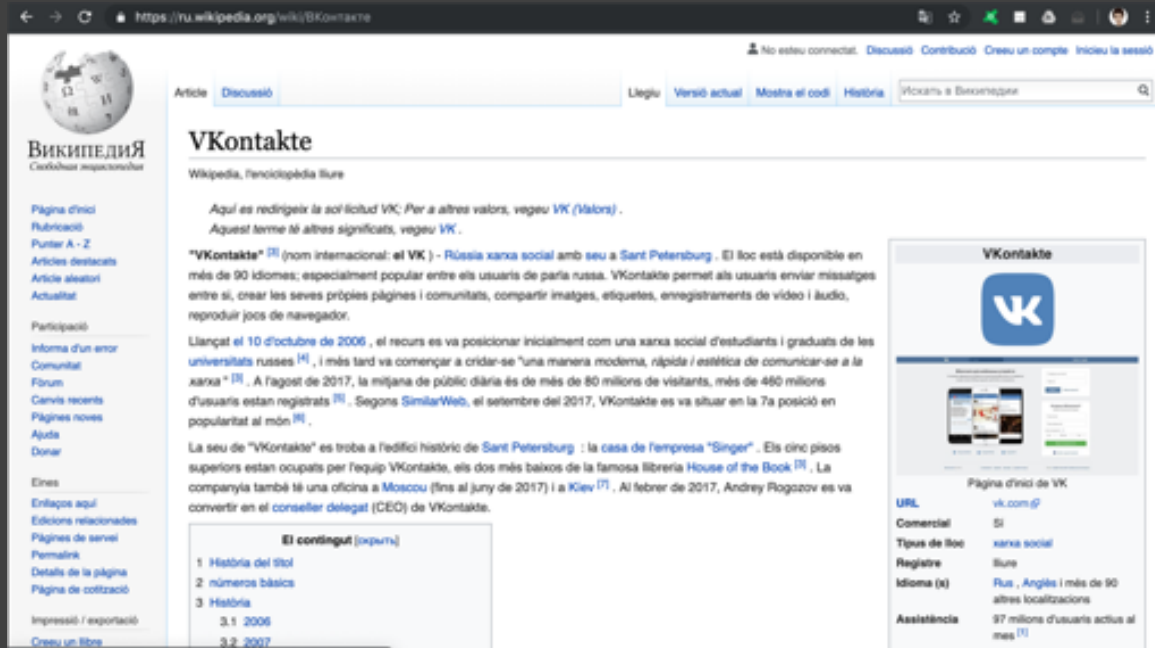 https://ru.wikipedia.org/wiki/ВКонтакте
No esteu connectat. Discussió Contribució Creeu un compte Inicieu la sessió
Article Discussió Llegiu Versió actual Mostra el codi Història Искать в Википедии
ВИКИПЕДИЯ
Свободная энциклопедия
VKontakte
Wikipedia, l'enciclopèdia lliure
Aquí es redirigeix la sol·licitud VK; Per a altres valors, vegeu VK (Valors) .
Aquest terme té altres significats, vegeu VK .
"VKontakte" [3] (nom internacional: el VK ) - Rússia xarxa social amb seu a Sant Petersburg . El lloc està disponible en
més de 90 idiomes; especialment popular entre els usuaris de parla russa. VKontakte permet als usuaris enviar missatges
entre si, crear les seves pròpies pàgines i comunitats, compartir imatges, etiquetes, enregistraments de vídeo i àudio,
reproduir jocs de navegador.
Llançat el 10 d'octubre de 2006 , el recurs es va posicionar inicialment com una xarxa social d'estudiants i graduats de les
universitats russes [4] , i més tard va començar a cridar-se "una manera moderna, ràpida i estètica de comunicar-se a la
xarxa " [3] . A l'agost de 2017, la mitjana de públic diària és de més de 80 milions de visitants, més de 460 milions
d'usuaris estan registrats [5] . Segons SimilarWeb, el setembre del 2017, VKontakte es va situar en la 7a posició en
popularitat al món [6] .
La seu de "VKontakte" es troba a l'edifici històric de Sant Petersburg : la casa de l'empresa "Singer" . Els cinc pisos
superiors estan ocupats per l'equip VKontakte, els dos més baixos de la famosa llibreria House of the Book [3] . La
companyia també té una oficina a Moscou (fins al juny de 2017) i a Kiev [7] . Al febrer de 2017, Andrey Rogozov es va
convertir en el conseller delegat (CEO) de VKontakte.
El contingut [скрыть]
1 Història del títol
2 números bàsics
3 Història
3.1 2006
3.2 2007
Pàgina d'inici
Rubricació
Punter A - Z
Articles destacats
Article aleatori
Actualitat
Participació
Informa d'un error
Comunitat
Fòrum
Canvis recents
Pàgines noves
Ajuda
Donar
Eines
Enllaços aquí
Edicions relacionades
Pàgines de servei
Permalink
Detalls de la pàgina
Pàgina de cotització
Impressió / exportació
Creeu un llibre
VKontakte
VK
Pàgina d'inici de VK
URL vk.com
Comercial Sí
Tipus de lloc xarxa social
Registre lliure
Idioma (s) Rus , Anglès i més de 90
altres localitzacions
Assistència 97 milions d'usuaris actius al
mes [1]